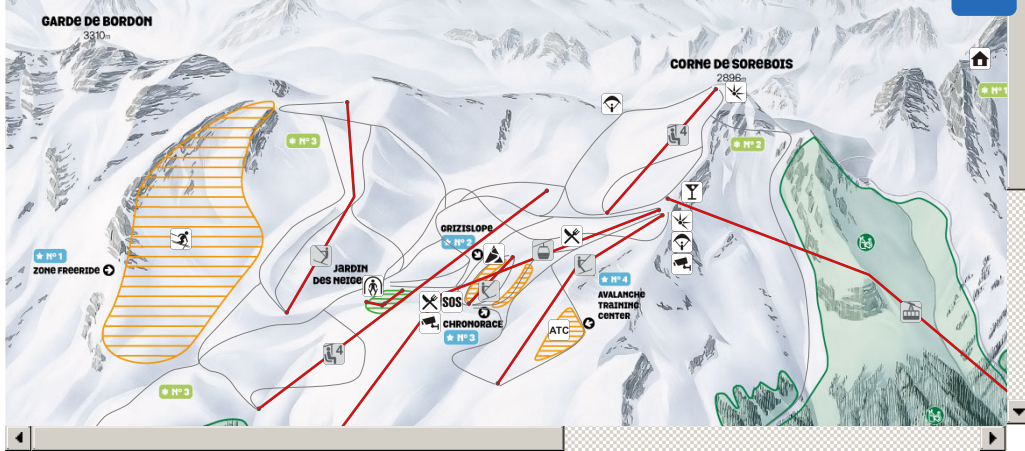 GARDE DE BORDON
3310m
CORNE DE SOREBOIS
2896m
4
N° 1
N° 3
N° 2
GRIZISLOPE
N° 2
N° 1
ZONE FREERIDE
JARDIN
DES NEIGE
N° 4
AVALANCHE
TRAINING
CENTER
SOS
CHRONORACE
N° 3
ATC
4
N° 3